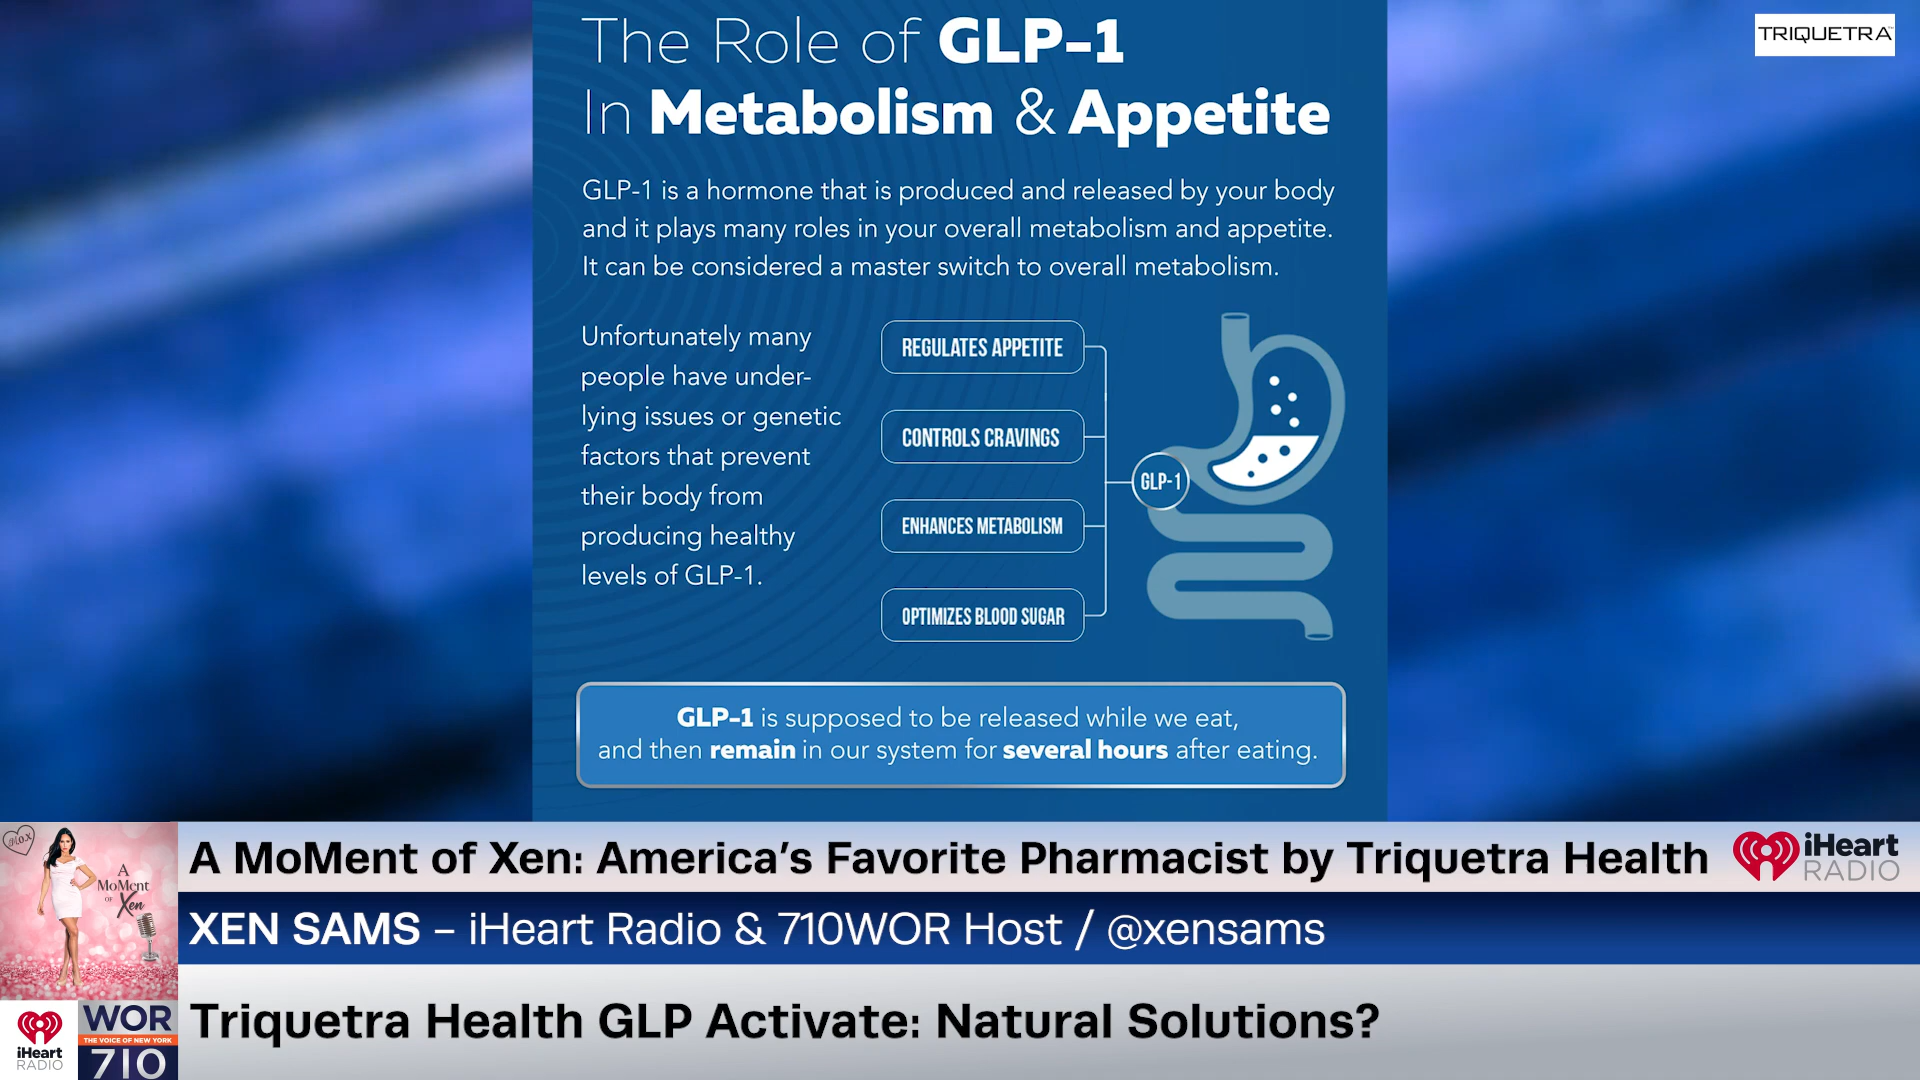 The Role of GLP-1
In Metabolism & Appetite
TRIQUETRA
GLP-1 is a hormone that is produced and released by your body
and it plays many roles in your overall metabolism and appetite.
It can be considered a master switch to overall metabolism.
Unfortunately many
people have under-
lying issues or genetic
factors that prevent
their body from
producing healthy
levels of GLP-1.
REGULATES APPETITE
CONTROLS CRAVINGS
ENHANCES METABOLISM
OPTIMIZES BLOOD SUGAR
GLP-1
GLP-1 is supposed to be released while we eat,
and then remain in our system for several hours after eating.
A MoMent of Xen: America's Favorite Pharmacist by Triquetra Health
iHeart
RADIO
XEN SAMS – iHeart Radio & 710WOR Host / @xensams
Triquetra Health GLP Activate: Natural Solutions?
A
MoMent
OF
Xen
iHeart
RADIO
WOR
THE VOICE OF NEW YORK
710